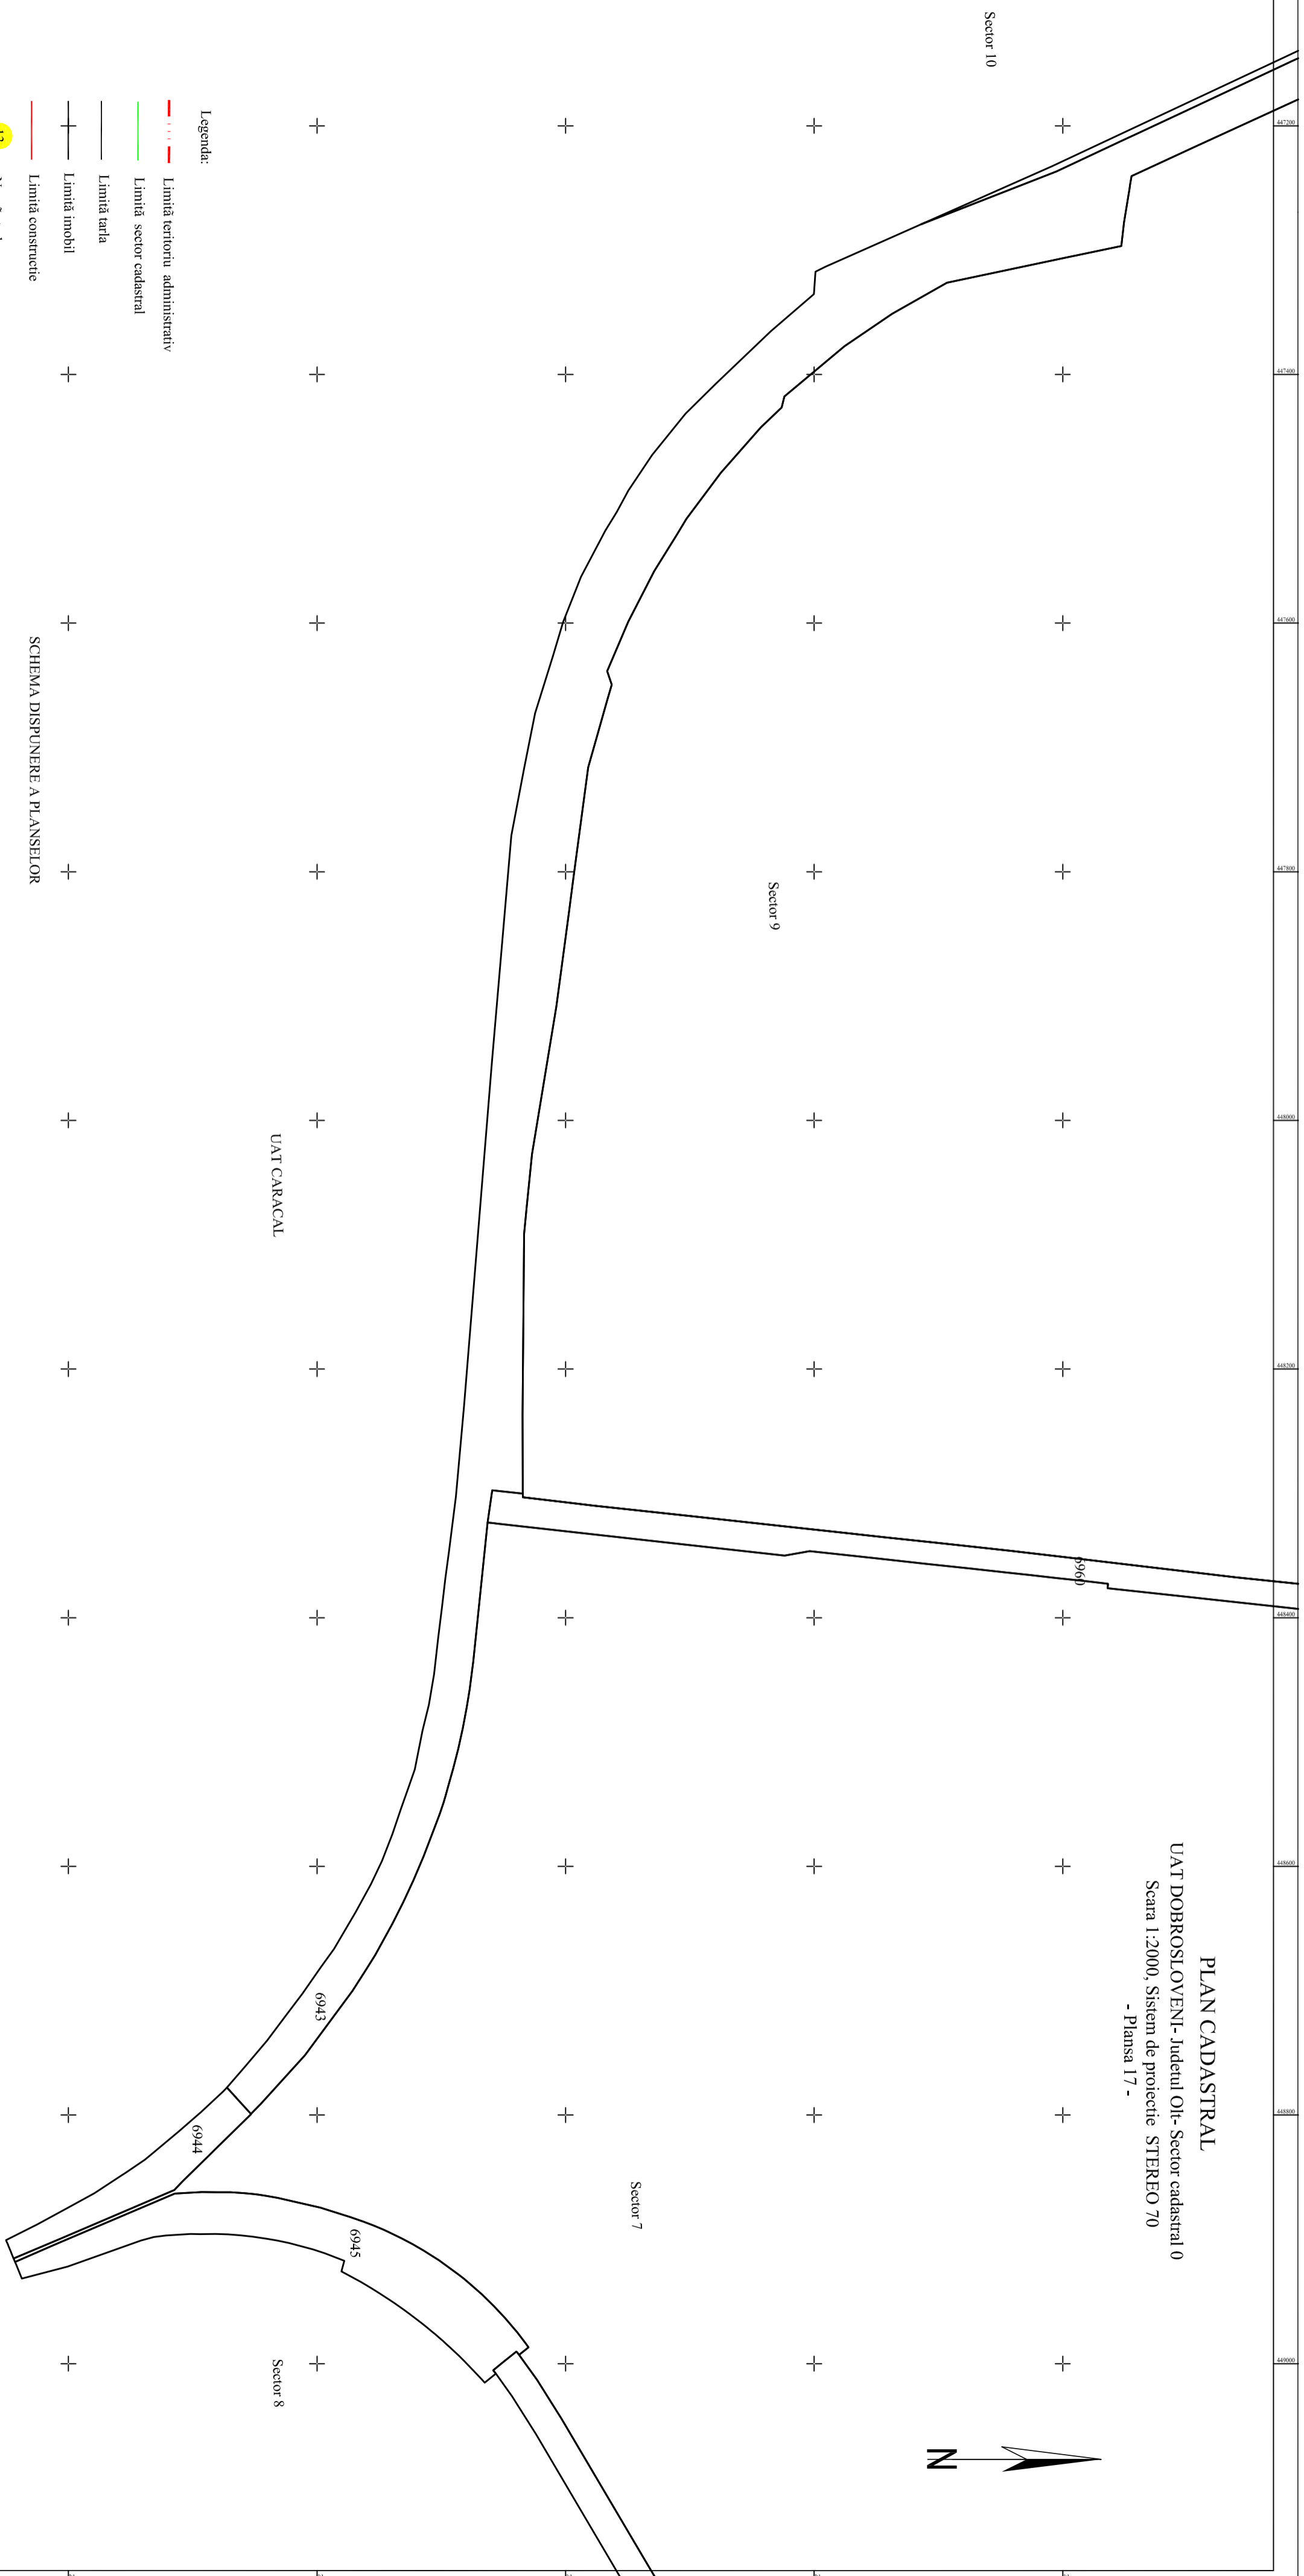 PLAN CADASTRAL
UAT DOBROSLOVENI- Judetul Olt- Sector cadastral 0
Scara 1:2000, Sistem de proiectie STEREO 70
- Plansa 17 -
447200
447400
447600
447800
448000
448200
448400
448600
448800
449000
Sector 10
Sector 9
6960
N
Sector 7
UAT CARACAL
6943
6944
6945
Sector 8
Legenda:
Limită teritoriu administrativ
Limită sector cadastral
Limită tarla
Limită imobil
Limită constructie
SCHEMA DISPUNERE A PLANSELOR